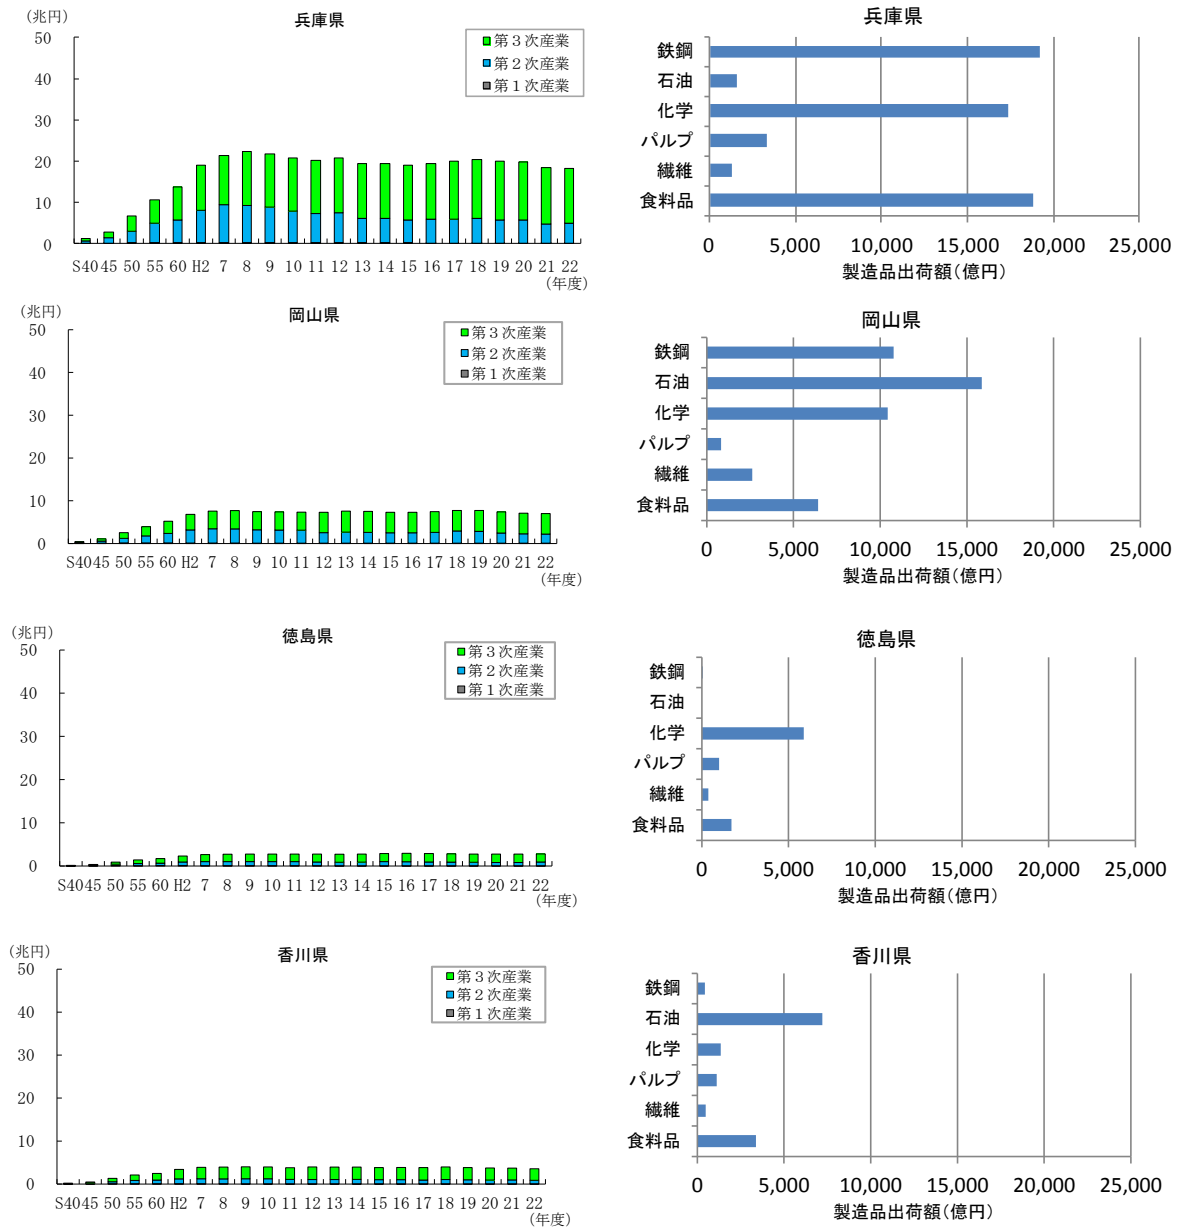 (兆円)
兵庫県
50
40
30
20
10
0
第３次産業
第２次産業
第１次産業
S40 45 50 55 60 H2 7 8 9 10 11 12 13 14 15 16 17 18 19 20 21 22
(年度)
兵庫県
鉄鋼
石油
化学
パルプ
繊維
食料品
0 5,000 10,000 15,000 20,000 25,000
製造品出荷額(億円)
(兆円)
岡山県
50
40
30
20
10
0
第３次産業
第２次産業
第１次産業
S40 45 50 55 60 H2 7 8 9 10 11 12 13 14 15 16 17 18 19 20 21 22
(年度)
岡山県
鉄鋼
石油
化学
パルプ
繊維
食料品
0 5,000 10,000 15,000 20,000 25,000
製造品出荷額(億円)
(兆円)
徳島県
50
40
30
20
10
0
第３次産業
第２次産業
第１次産業
S40 45 50 55 60 H2 7 8 9 10 11 12 13 14 15 16 17 18 19 20 21 22
(年度)
徳島県
鉄鋼
石油
化学
パルプ
繊維
食料品
0 5,000 10,000 15,000 20,000 25,000
製造品出荷額(億円)
(兆円)
香川県
50
40
30
20
10
0
第３次産業
第２次産業
第１次産業
S40 45 50 55 60 H2 7 8 9 10 11 12 13 14 15 16 17 18 19 20 21 22
(年度)
香川県
鉄鋼
石油
化学
パルプ
繊維
食料品
0 5,000 10,000 15,000 20,000 25,000
製造品出荷額(億円)